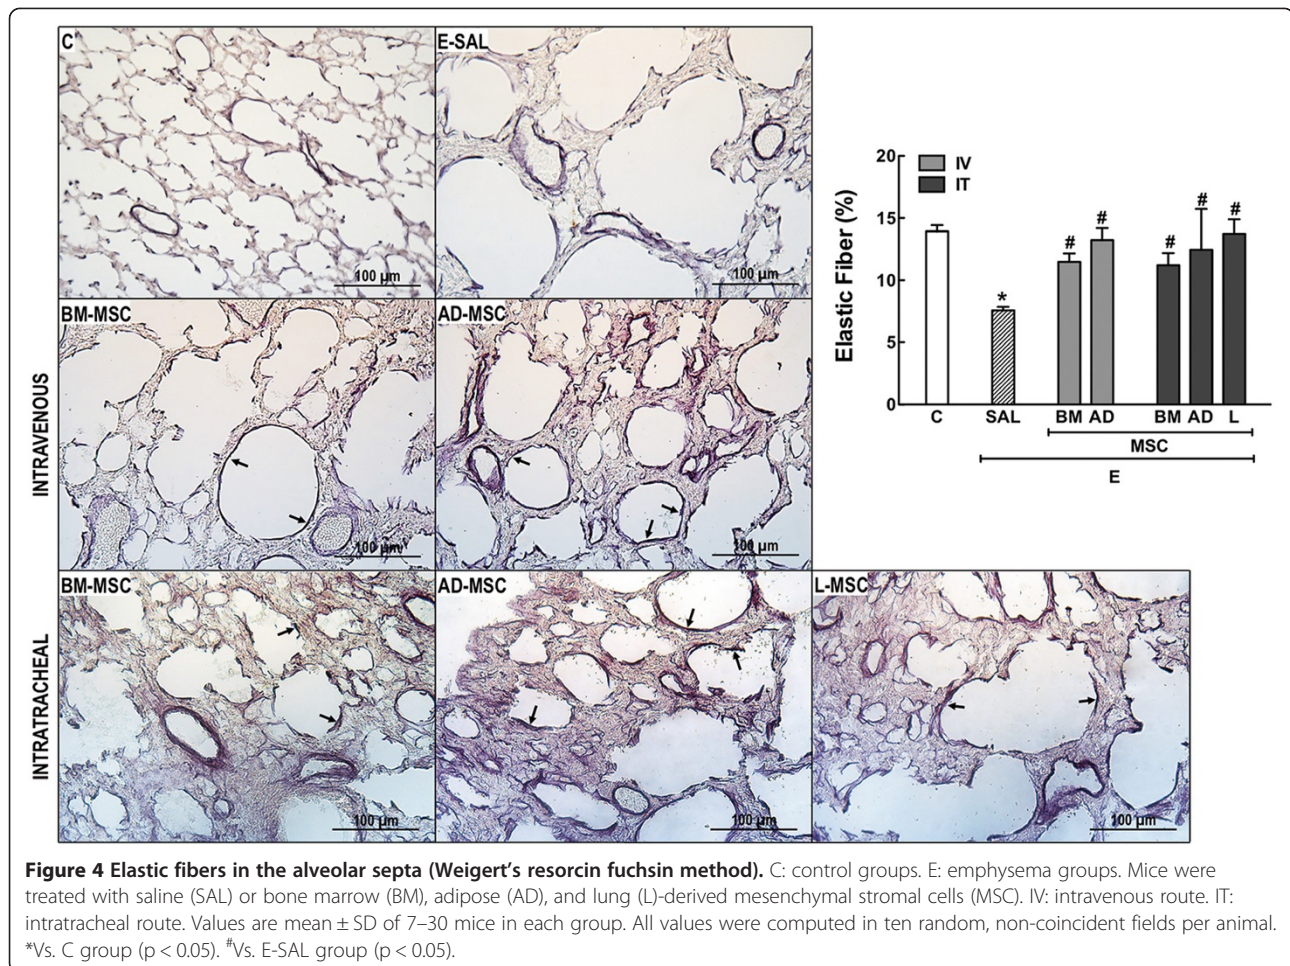 C
E-SAL
100 µm
100 µm
BM-MSC
AD-MSC
INTRAVENOUS
100 µm
100 µm
BM-MSC
AD-MSC
L-MSC
INTRATRACHEAL
100 µm
100 µm
100 µm
Elastic Fiber (%)
20
15
10
5
0
IV
IT
*
#
#
#
#
#
C
SAL
BM
AD
BM
AD
L
MSC
E
Figure 4 Elastic fibers in the alveolar septa (Weigert's resorcin fuchsin method). C: control groups. E: emphysema groups. Mice were
treated with saline (SAL) or bone marrow (BM), adipose (AD), and lung (L)-derived mesenchymal stromal cells (MSC). IV: intravenous route. IT:
intratracheal route. Values are mean ± SD of 7–30 mice in each group. All values were computed in ten random, non-coincident fields per animal.
*Vs. C group (p < 0.05). #Vs. E-SAL group (p < 0.05).